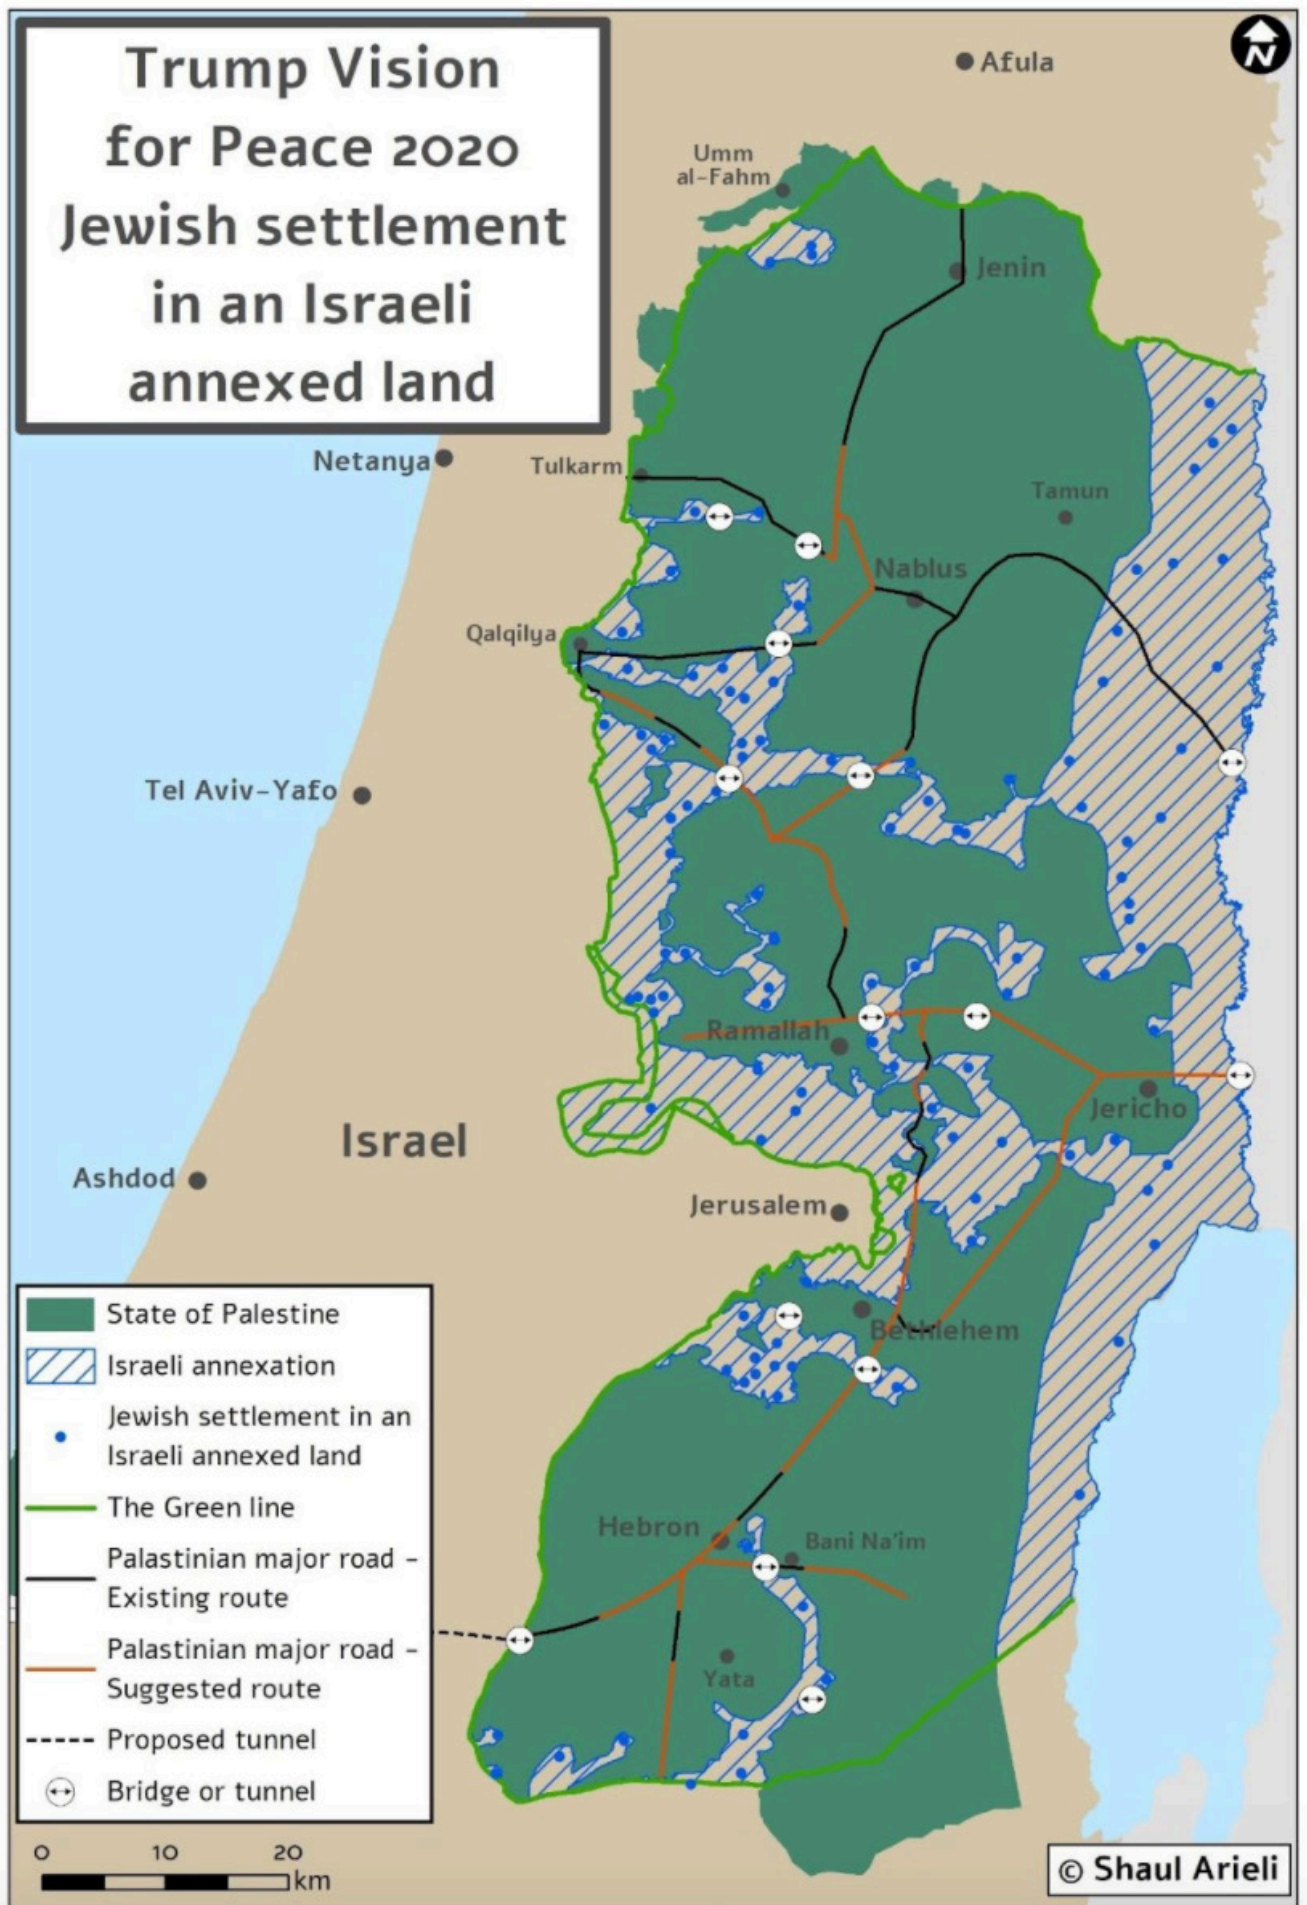 Trump Vision
for Peace 2020
Jewish settlement
in an Israeli
annexed land
N
Afula
Umm
al-Fahm
Jenin
Netanya
Tulkarm
Tamun
Nablus
Qalqilya
Tel Aviv-Yafo
Ramallah
Jericho
Israel
Ashdod
Jerusalem
Bethlehem
Hebron
Bani Na'im
Yata
State of Palestine
Israeli annexation
Jewish settlement in an
Israeli annexed land
The Green line
Palastinian major road -
Existing route
Palastinian major road -
Suggested route
Proposed tunnel
Bridge or tunnel
0 10 20
km
© Shaul Arieli